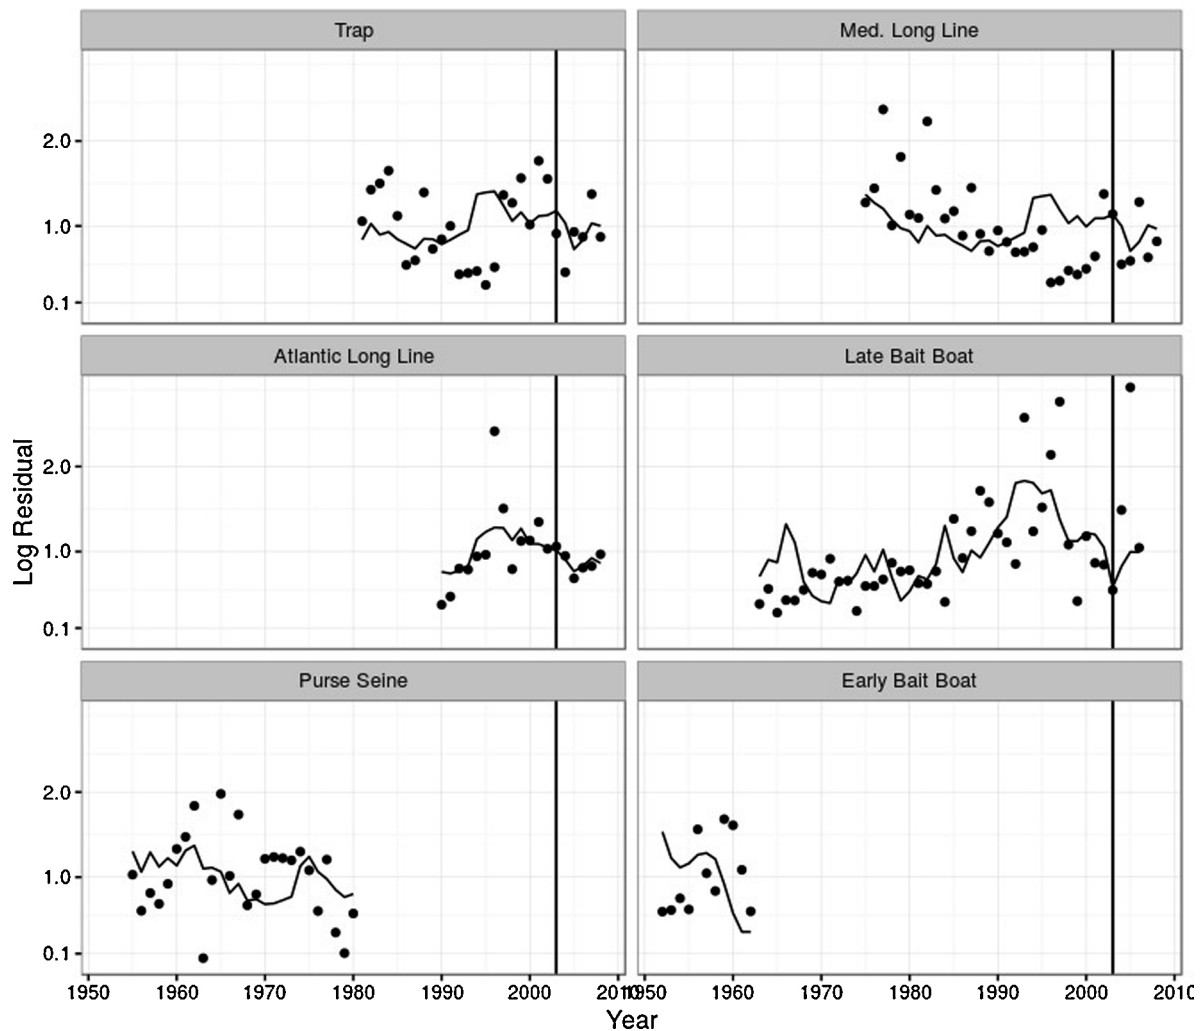 Trap Med. Long Line
2.0
1.0
0.1
Atlantic Long Line Late Bait Boat
Log Residual
2.0
1.0
0.1
Purse Seine Early Bait Boat
2.0
1.0
0.1
1950 1960 1970 1980 1990 2000 2010 1950 1960 1970 1980 1990 2000 2010
Year